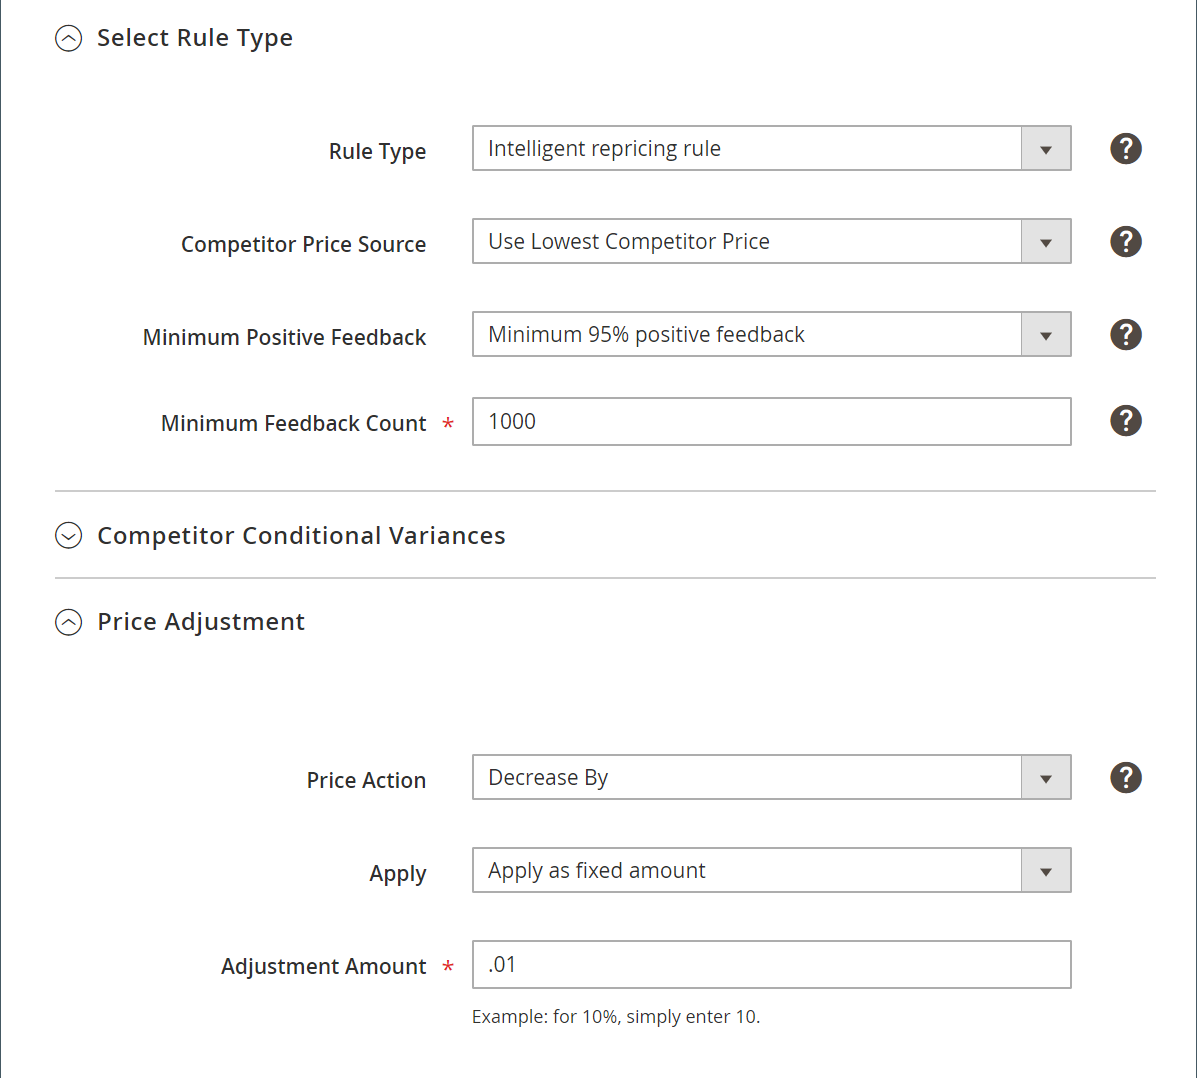 Select Rule Type
Rule Type Intelligent repricing rule ?
Competitor Price Source Use Lowest Competitor Price ?
Minimum Positive Feedback Minimum 95% positive feedback ?
Minimum Feedback Count * 1000 ?
Competitor Conditional Variances
Price Adjustment
Price Action Decrease By ?
Apply Apply as fixed amount
Adjustment Amount * .01
Example: for 10%, simply enter 10.